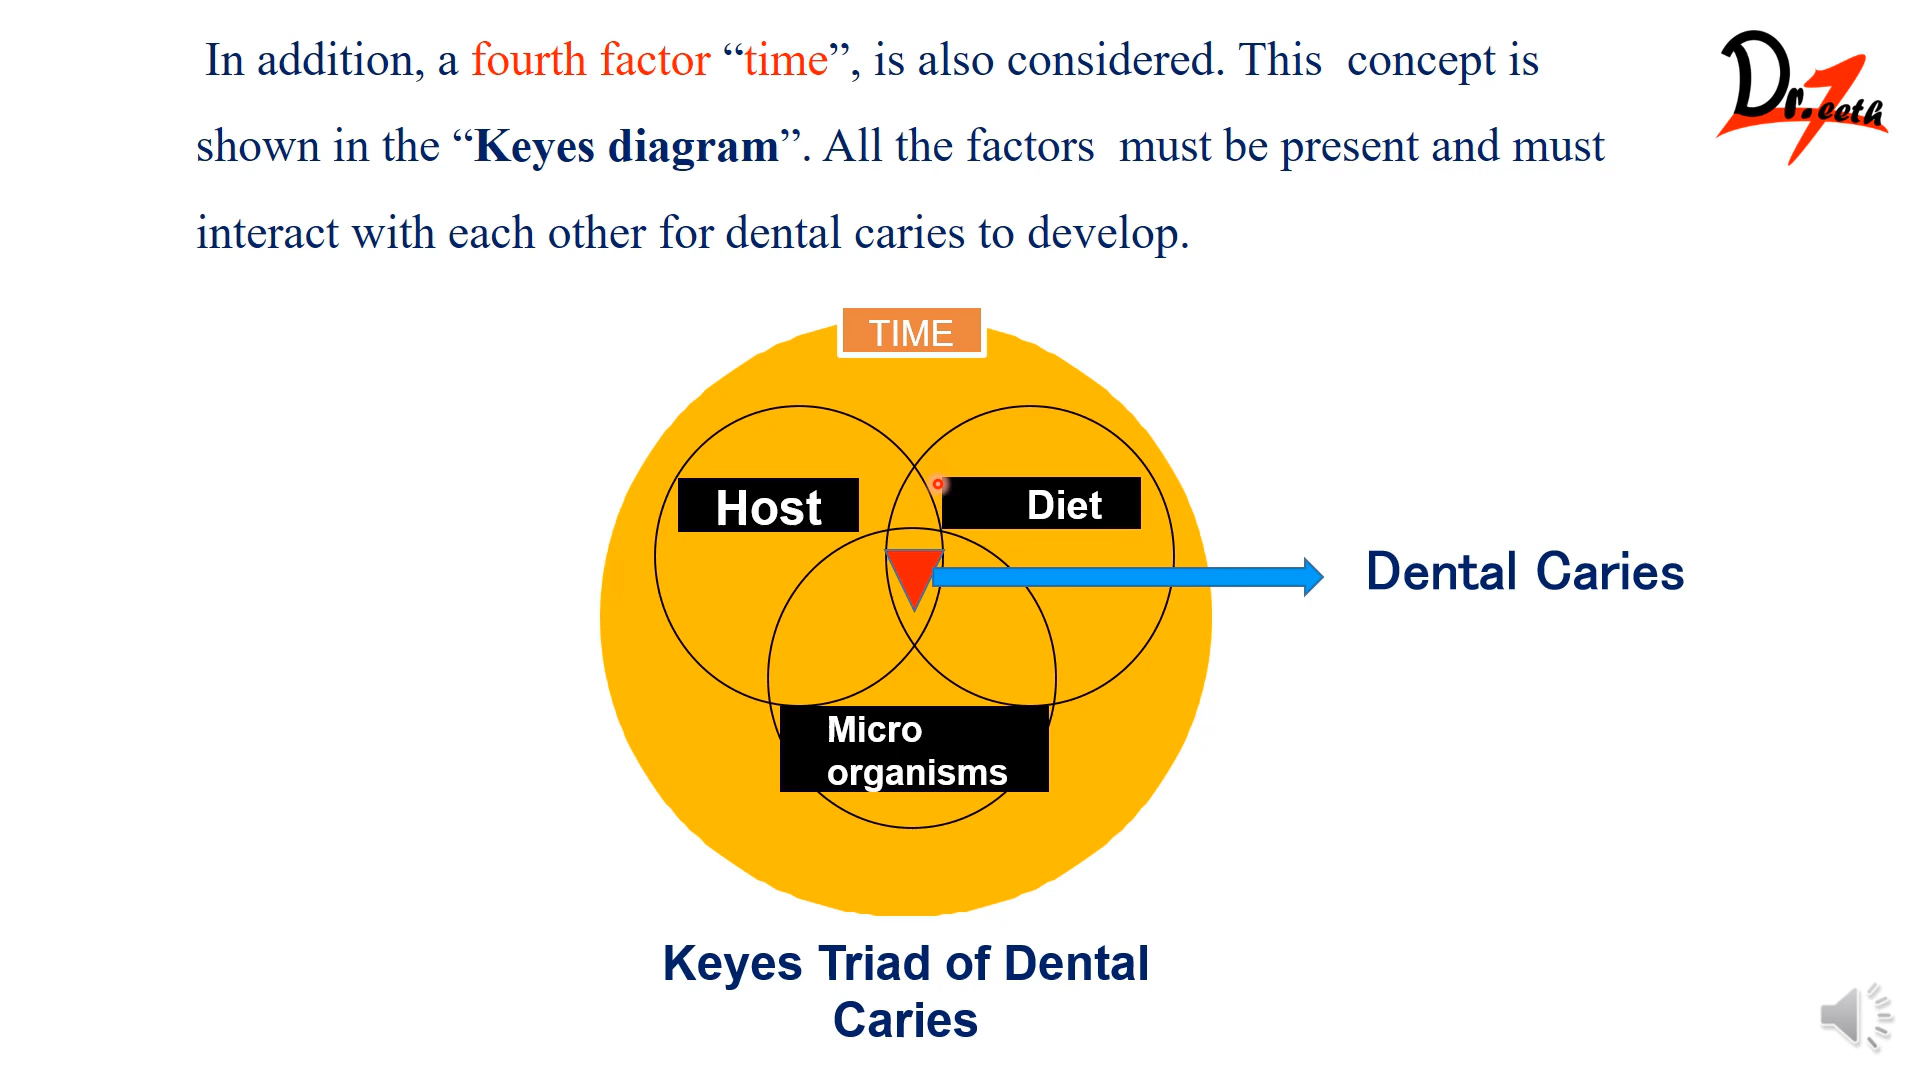 In addition, a fourth factor “time”, is also considered. This concept is
shown in the “Keyes diagram”. All the factors must be present and must
interact with each other for dental caries to develop.
Dr.eeth
TIME
Host
Diet
Dental Caries
Micro
organisms
Keyes Triad of Dental
Caries